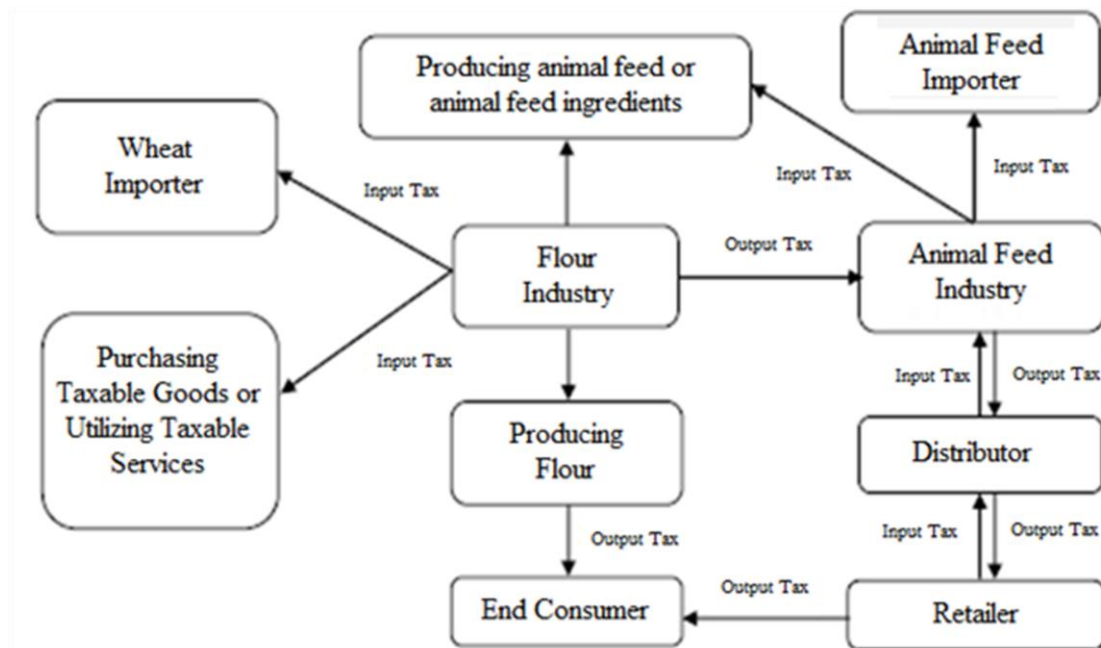 Animal Feed
Importer
Producing animal feed or
animal feed ingredients
Wheat
Importer
Input Tax
Input Tax
Input Tax
Flour
Industry
Output Tax
Animal Feed
Industry
Purchasing
Taxable Goods or
Utilizing Taxable
Services
Input Tax
Input Tax
Output Tax
Producing
Flour
Distributor
Output Tax
Input Tax
Output Tax
End Consumer
Output Tax
Retailer